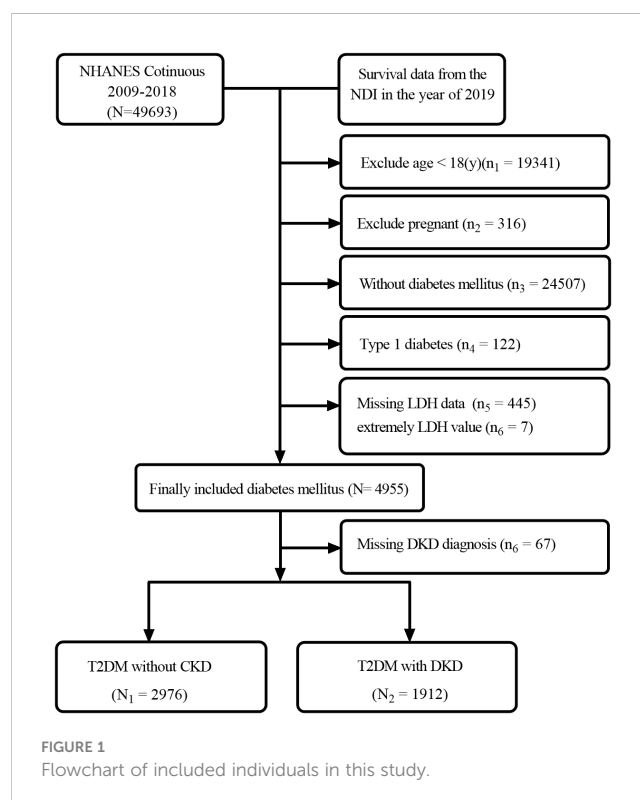 NHANES Cotinuous
2009-2018
(N=49693)
Survival data from the
NDI in the year of 2019
Exclude age < 18(y)(n₁ = 19341)
Exclude pregnant (n₂ = 316)
Without diabetes mellitus (n₃ = 24507)
Type 1 diabetes (n₄ = 122)
Missing LDH data (n₅ = 445)
extremely LDH value (n₆ = 7)
Finally included diabetes mellitus (N= 4955)
Missing DKD diagnosis (n₆ = 67)
T2DM without CKD
(N₁ = 2976)
T2DM with DKD
(N₂ = 1912)
FIGURE 1
Flowchart of included individuals in this study.